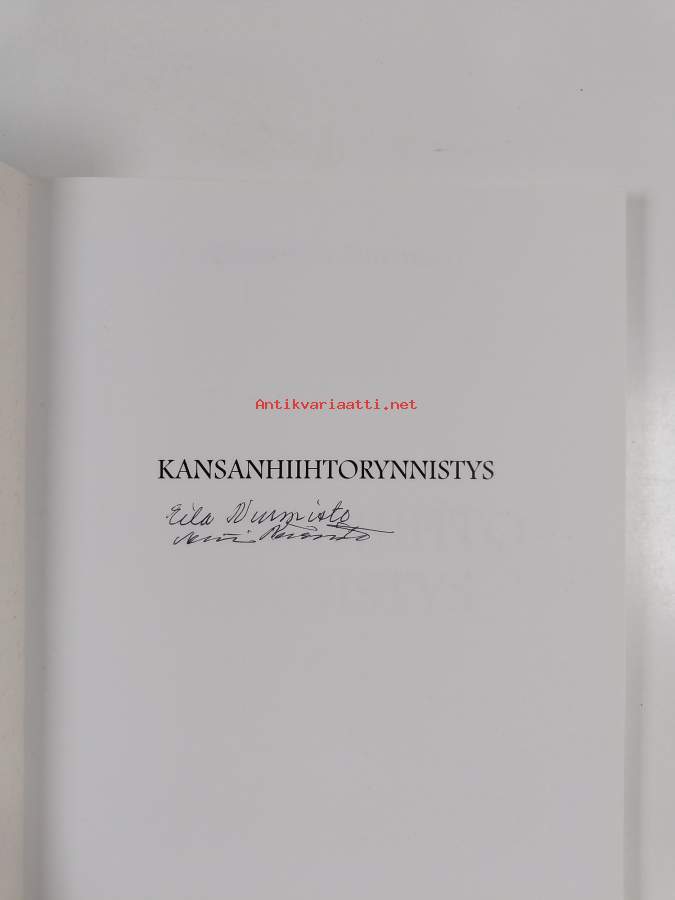 Antikvariaatti.net
KANSANHIIHTORYNNISTYS
Eila Nurmisto